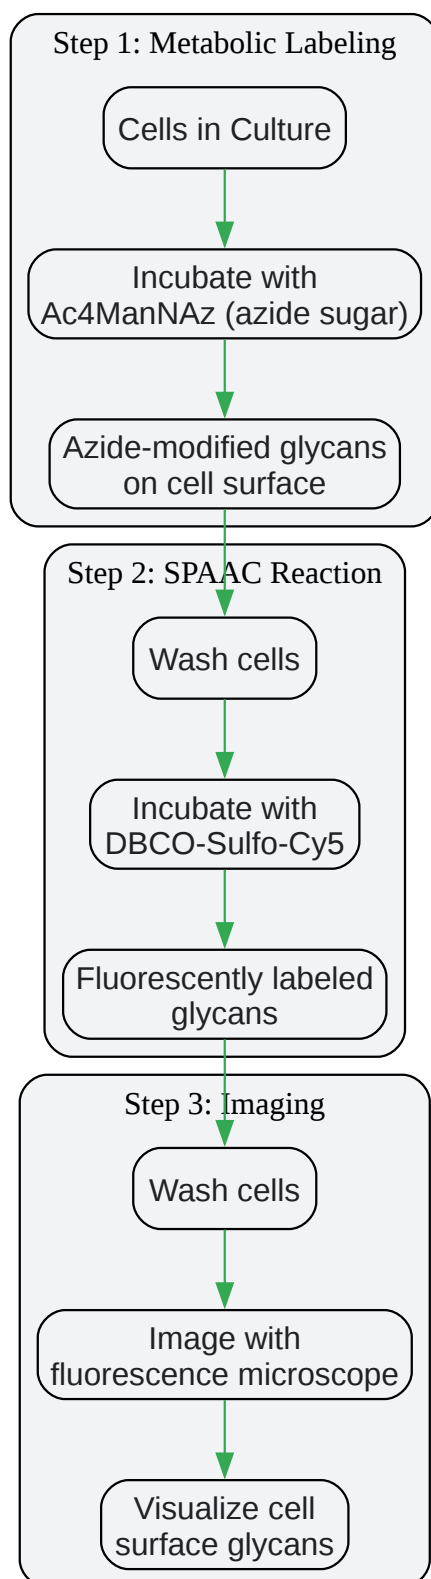 Step 1: Metabolic Labeling
Cells in Culture
Incubate with
Ac4ManNAz (azide sugar)
Azide-modified glycans
on cell surface
Step 2: SPAAC Reaction
Wash cells
Incubate with
DBCO-Sulfo-Cy5
Fluorescently labeled
glycans
Step 3: Imaging
Wash cells
Image with
fluorescence microscope
Visualize cell
surface glycans